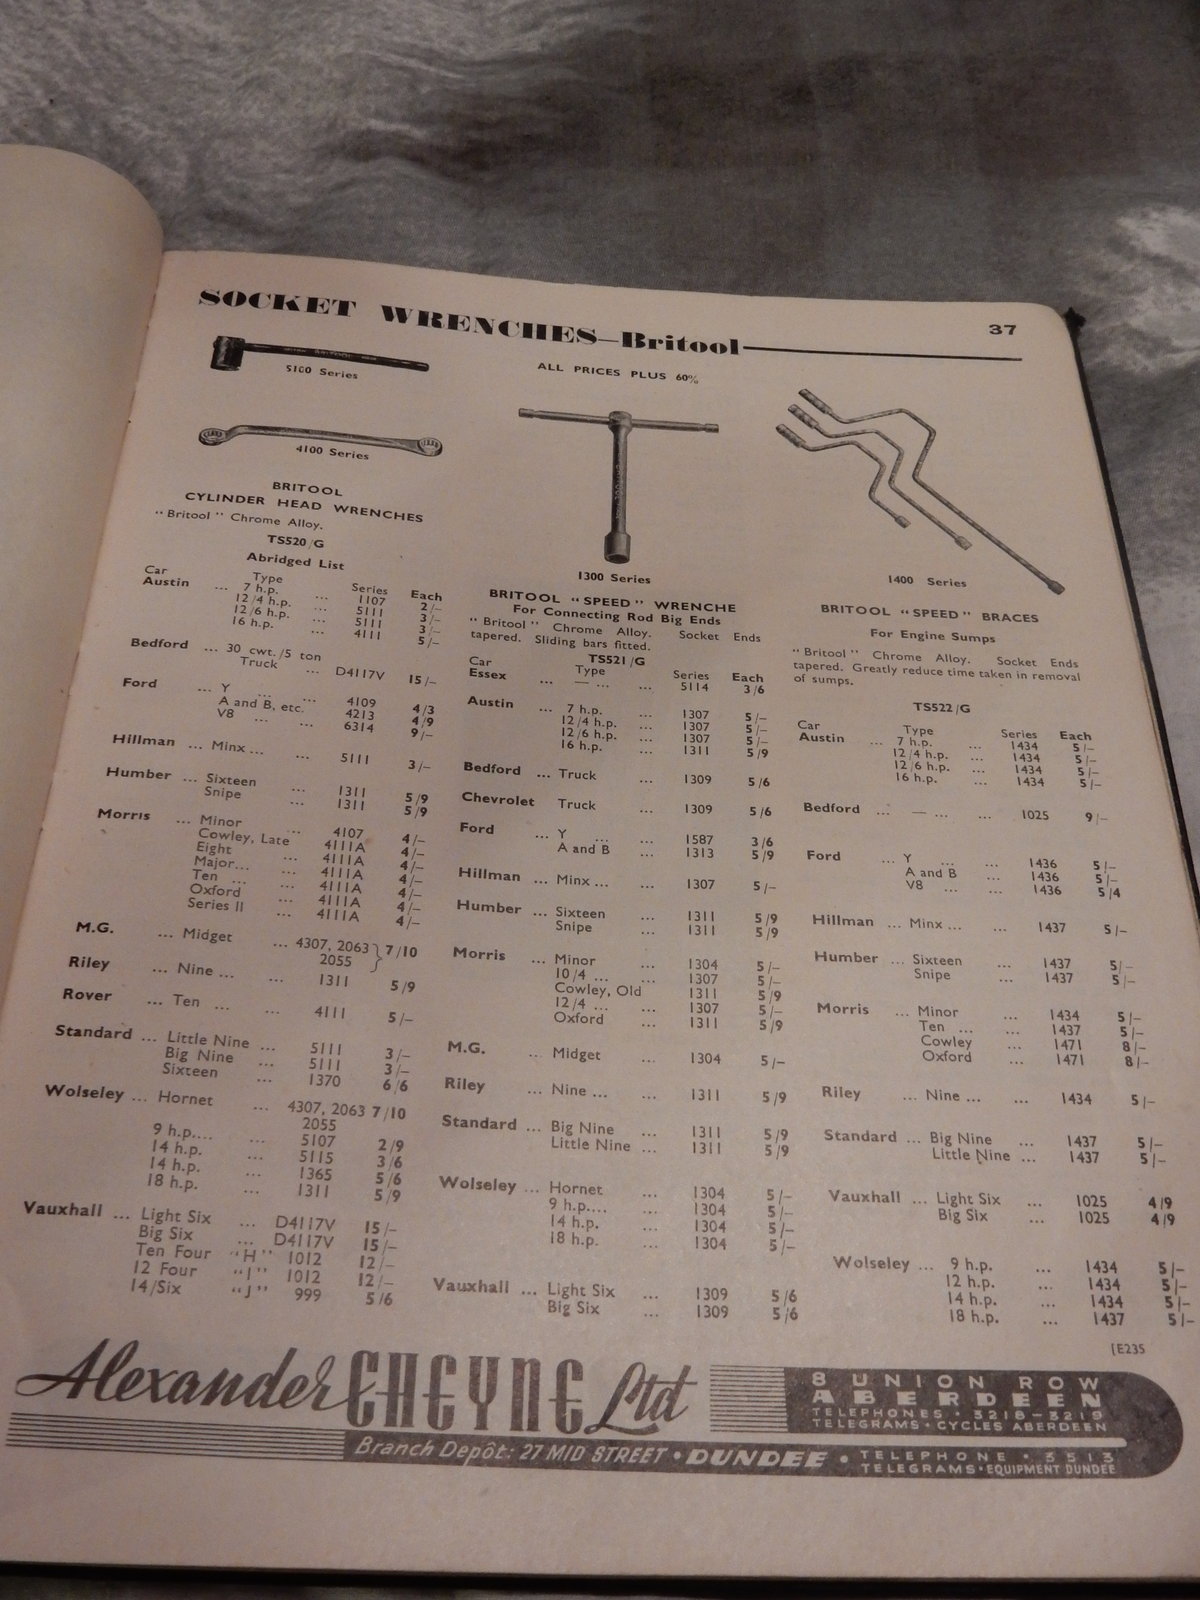 SOCKET WRENCHES—Britool
37
5100 Series
4100 Series
BRITOOL
CYLINDER HEAD WRENCHES
"Britool" Chrome Alloy.
TS520/G
Abridged List
Car Type Series Each
Austin ... 7 h.p. ... 1107 2/–
12/4 h.p. ... 5111 3/–
12/6 h.p. ... 5111 3/–
16 h.p. ... 4111 5/–
Bedford ... 30 cwt./5 ton
Truck ... D4117V 15/–
Ford ... Y ... ... 4109 4/3
A and B, etc. 4213 4/9
V8 ... ... 6314 9/–
Hillman ... Minx ... ... 5111 3/–
Humber ... Sixteen ... 1311 5/9
Snipe ... 1311 5/9
Morris ... Minor ... 4107 4/–
Cowley, Late 4111A 4/–
Eight ... 4111A 4/–
Major... ... 4111A 4/–
Ten ... ... 4111A 4/–
Oxford ... 4111A 4/–
Series II ... 4111A 4/–
M.G. ... Midget ... 4307, 2063 } 7/10
2055
Riley ... Nine ... ... 1311 5/9
Rover ... Ten ... ... 4111 5/–
Standard ... Little Nine ... 5111 3/–
Big Nine ... 5111 3/–
Sixteen ... 1370 6/6
Wolseley ... Hornet ... 4307, 2063 7/10
2055
9 h.p.... ... 5107 2/9
14 h.p. ... 5115 3/6
14 h.p. ... 1365 5/6
18 h.p. ... 1311 5/9
Vauxhall ... Light Six ... D4117V 15/–
Big Six ... D4117V 15/–
Ten Four "H" 1012 12/–
12 Four "I" 1012 12/–
14/Six "J" 999 5/6
ALL PRICES PLUS 60%
1300 Series
BRITOOL "SPEED" WRENCHE
For Connecting Rod Big Ends
"Britool" Chrome Alloy. Socket Ends
tapered. Sliding bars fitted.
TS521/G
Car Type Series Each
Essex ... — ... ... 5114 3/6
Austin ... 7 h.p. ... 1307 5/–
12/4 h.p. ... 1307 5/–
12/6 h.p. ... 1307 5/–
16 h.p. ... 1311 5/9
Bedford ... Truck ... 1309 5/6
Chevrolet Truck ... 1309 5/6
Ford ... Y ... ... 1587 3/6
A and B ... 1313 5/9
Hillman ... Minx ... ... 1307 5/–
Humber ... Sixteen ... 1311 5/9
Snipe ... 1311 5/9
Morris ... Minor ... 1304 5/–
10/4 ... ... 1307 5/–
Cowley, Old 1311 5/9
12/4 ... ... 1307 5/–
Oxford ... 1311 5/9
M.G. ... Midget ... 1304 5/–
Riley ... Nine ... ... 1311 5/9
Standard ... Big Nine ... 1311 5/9
Little Nine ... 1311 5/9
Wolseley ... Hornet ... 1304 5/–
9 h.p.... ... 1304 5/–
14 h.p. ... 1304 5/–
18 h.p. ... 1304 5/–
Vauxhall ... Light Six ... 1309 5/6
Big Six ... 1309 5/6
1400 Series
BRITOOL "SPEED" BRACES
For Engine Sumps
"Britool" Chrome Alloy. Socket Ends
tapered. Greatly reduce time taken in removal
of sumps.
TS522/G
Car Type Series Each
Austin ... 7 h.p. ... 1434 5/–
12/4 h.p. ... 1434 5/–
12/6 h.p. ... 1434 5/–
16 h.p. ... 1434 5/–
Bedford ... — ... ... 1025 9/–
Ford ... Y ... ... 1436 5/–
A and B ... 1436 5/–
V8 ... ... 1436 5/4
Hillman ... Minx ... ... 1437 5/–
Humber ... Sixteen ... 1437 5/–
Snipe ... 1437 5/–
Morris ... Minor ... 1434 5/–
Ten ... ... 1437 5/–
Cowley ... 1471 8/–
Oxford ... 1471 8/–
Riley ... Nine ... ... 1434 5/–
Standard ... Big Nine ... 1437 5/–
Little Nine ... 1437 5/–
Vauxhall ... Light Six ... 1025 4/9
Big Six ... 1025 4/9
Wolseley ... 9 h.p. ... 1434 5/–
12 h.p. ... 1434 5/–
14 h.p. ... 1434 5/–
18 h.p. ... 1437 5/–
[E235
Alexander CHEYNE Ltd
8 UNION ROW
ABERDEEN
TELEPHONES • 3218–3219
TELEGRAMS • CYCLES ABERDEEN
Branch Depôt: 27 MID STREET • DUNDEE •
TELEPHONE • 3513
TELEGRAMS • EQUIPMENT DUNDEE